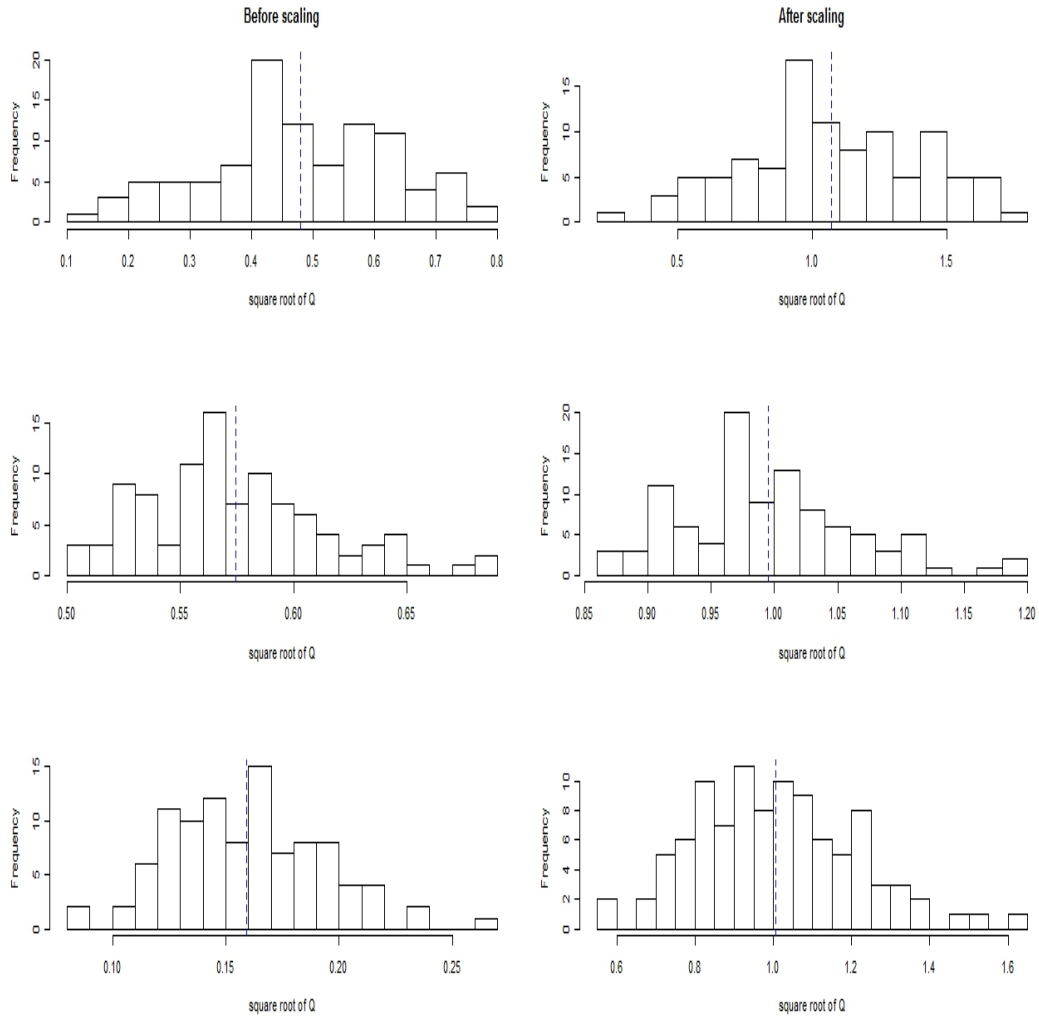 Before scaling
After scaling
Frequency
0 5 10 15 20
0.1 0.2 0.3 0.4 0.5 0.6 0.7 0.8
square root of Q
Frequency
0 5 10 15
0.5 1.0 1.5
square root of Q
Frequency
0 5 10 15
0.50 0.55 0.60 0.65
square root of Q
Frequency
0 5 10 15 20
0.85 0.90 0.95 1.00 1.05 1.10 1.15 1.20
square root of Q
Frequency
0 5 10 15
0.10 0.15 0.20 0.25
square root of Q
Frequency
0 2 4 6 8 10
0.6 0.8 1.0 1.2 1.4 1.6
square root of Q